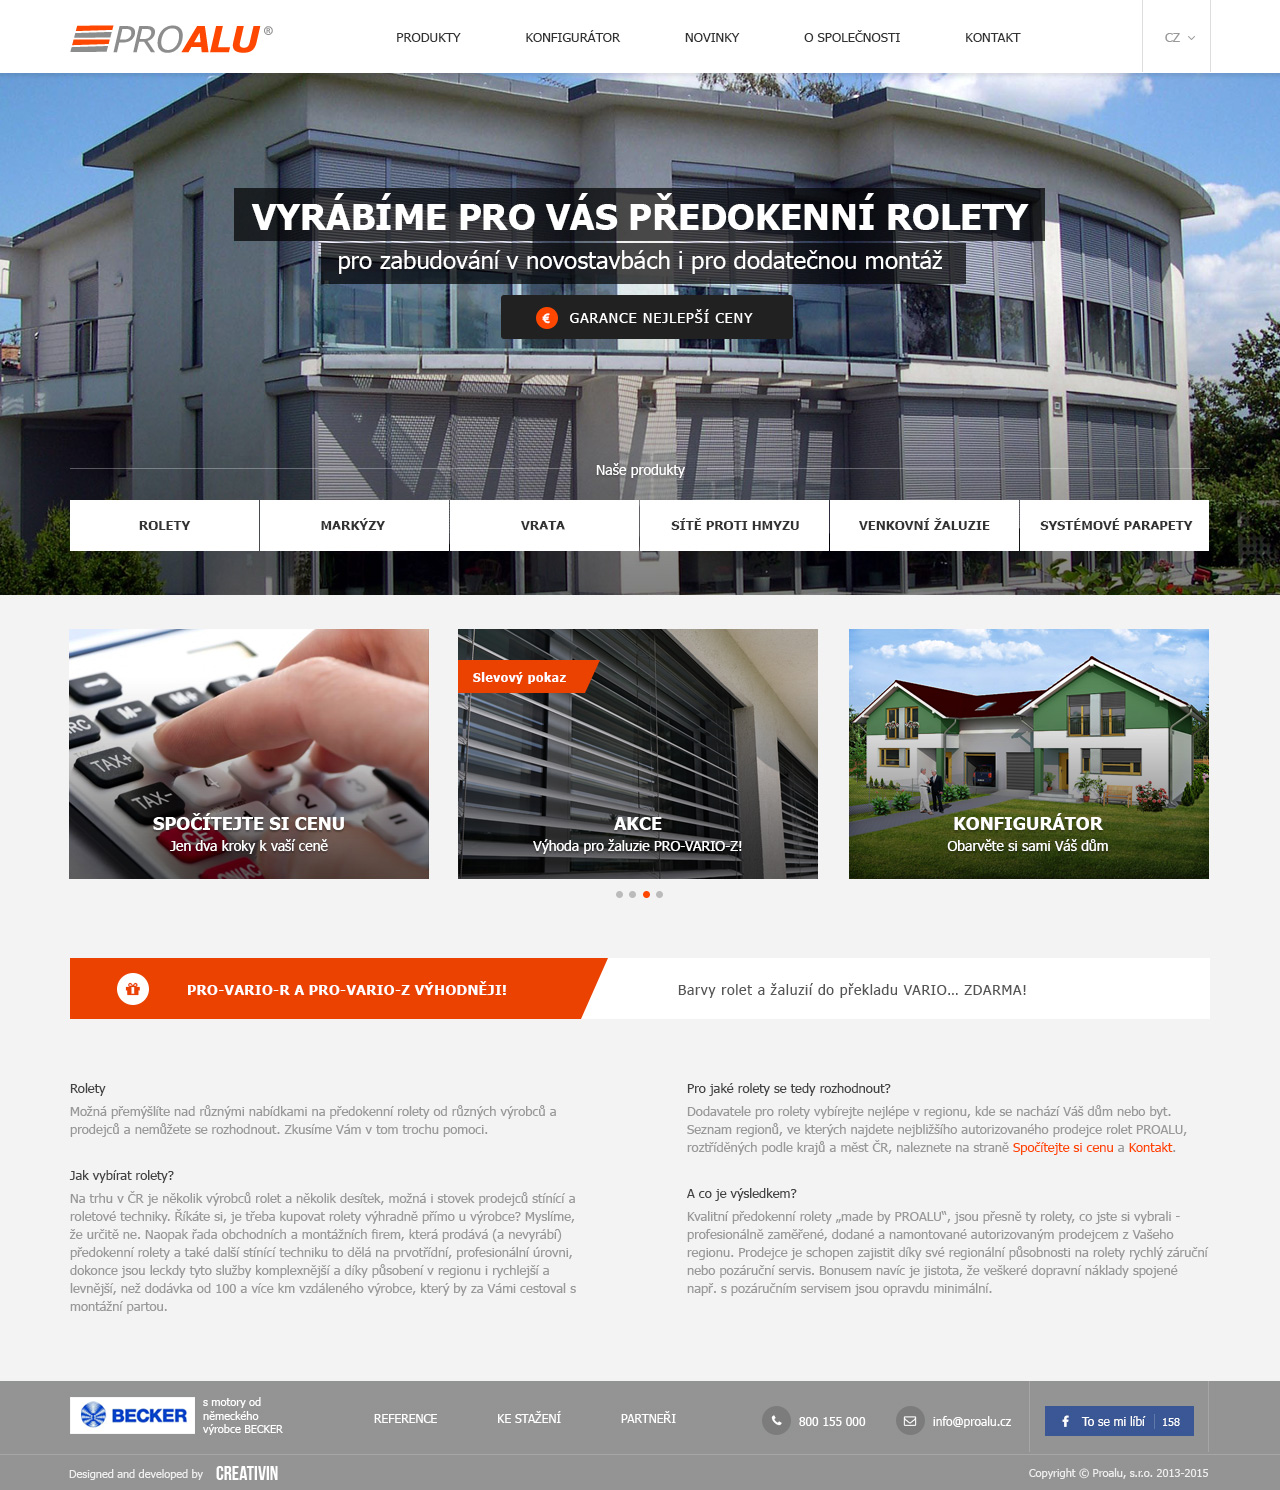 PROALU®
PRODUKTY
KONFIGURÁTOR
NOVINKY
O SPOLEČNOSTI
KONTAKT
CZ
VYRÁBÍME PRO VÁS PŘEDOKENNÍ ROLETY
pro zabudování v novostavbách i pro dodatečnou montáž
€ GARANCE NEJLEPŠÍ CENY
Naše produkty
ROLETY
MARKÝZY
VRATA
SÍTĚ PROTI HMYZU
VENKOVNÍ ŽALUZIE
SYSTÉMOVÉ PARAPETY
RC
M-
M+
TAX+
TAX-
4
ON/AC
SPOČÍTEJTE SI CENU
Jen dva kroky k vaší ceně
Slevový pokaz
AKCE
Výhoda pro žaluzie PRO-VARIO-Z!
KONFIGURÁTOR
Obarvěte si sami Váš dům
PRO-VARIO-R A PRO-VARIO-Z VÝHODNĚJI!
Barvy rolet a žaluzií do překladu VARIO... ZDARMA!
Rolety
Možná přemýšlíte nad různými nabídkami na předokenní rolety od různých výrobců a
prodejců a nemůžete se rozhodnout. Zkusíme Vám v tom trochu pomoci.
Jak vybírat rolety?
Na trhu v ČR je několik výrobců rolet a několik desítek, možná i stovek prodejců stínící a
roletové techniky. Říkáte si, je třeba kupovat rolety výhradně přímo u výrobce? Myslíme,
že určitě ne. Naopak řada obchodních a montážních firem, která prodává (a nevyrábí)
předokenní rolety a také další stínící techniku to dělá na prvotřídní, profesionální úrovni,
dokonce jsou leckdy tyto služby komplexnější a díky působení v regionu i rychlejší a
levnější, než dodávka od 100 a více km vzdáleného výrobce, který by za Vámi cestoval s
montážní partou.
Pro jaké rolety se tedy rozhodnout?
Dodavatele pro rolety vybírejte nejlépe v regionu, kde se nachází Váš dům nebo byt.
Seznam regionů, ve kterých najdete nejbližšího autorizovaného prodejce rolet PROALU,
roztříděných podle krajů a měst ČR, naleznete na straně Spočítejte si cenu a Kontakt.
A co je výsledkem?
Kvalitní předokenní rolety „made by PROALU“, jsou přesně ty rolety, co jste si vybrali -
profesionálně zaměřené, dodané a namontované autorizovaným prodejcem z Vašeho
regionu. Prodejce je schopen zajistit díky své regionální působnosti na rolety rychlý záruční
nebo pozáruční servis. Bonusem navíc je jistota, že veškeré dopravní náklady spojené
např. s pozáručním servisem jsou opravdu minimální.
BECKER
s motory od
německého
výrobce BECKER
REFERENCE
KE STAŽENÍ
PARTNEŘI
800 155 000
info@proalu.cz
f To se mi líbí 158
Designed and developed by CREATIVIN
Copyright © Proalu, s.r.o. 2013-2015